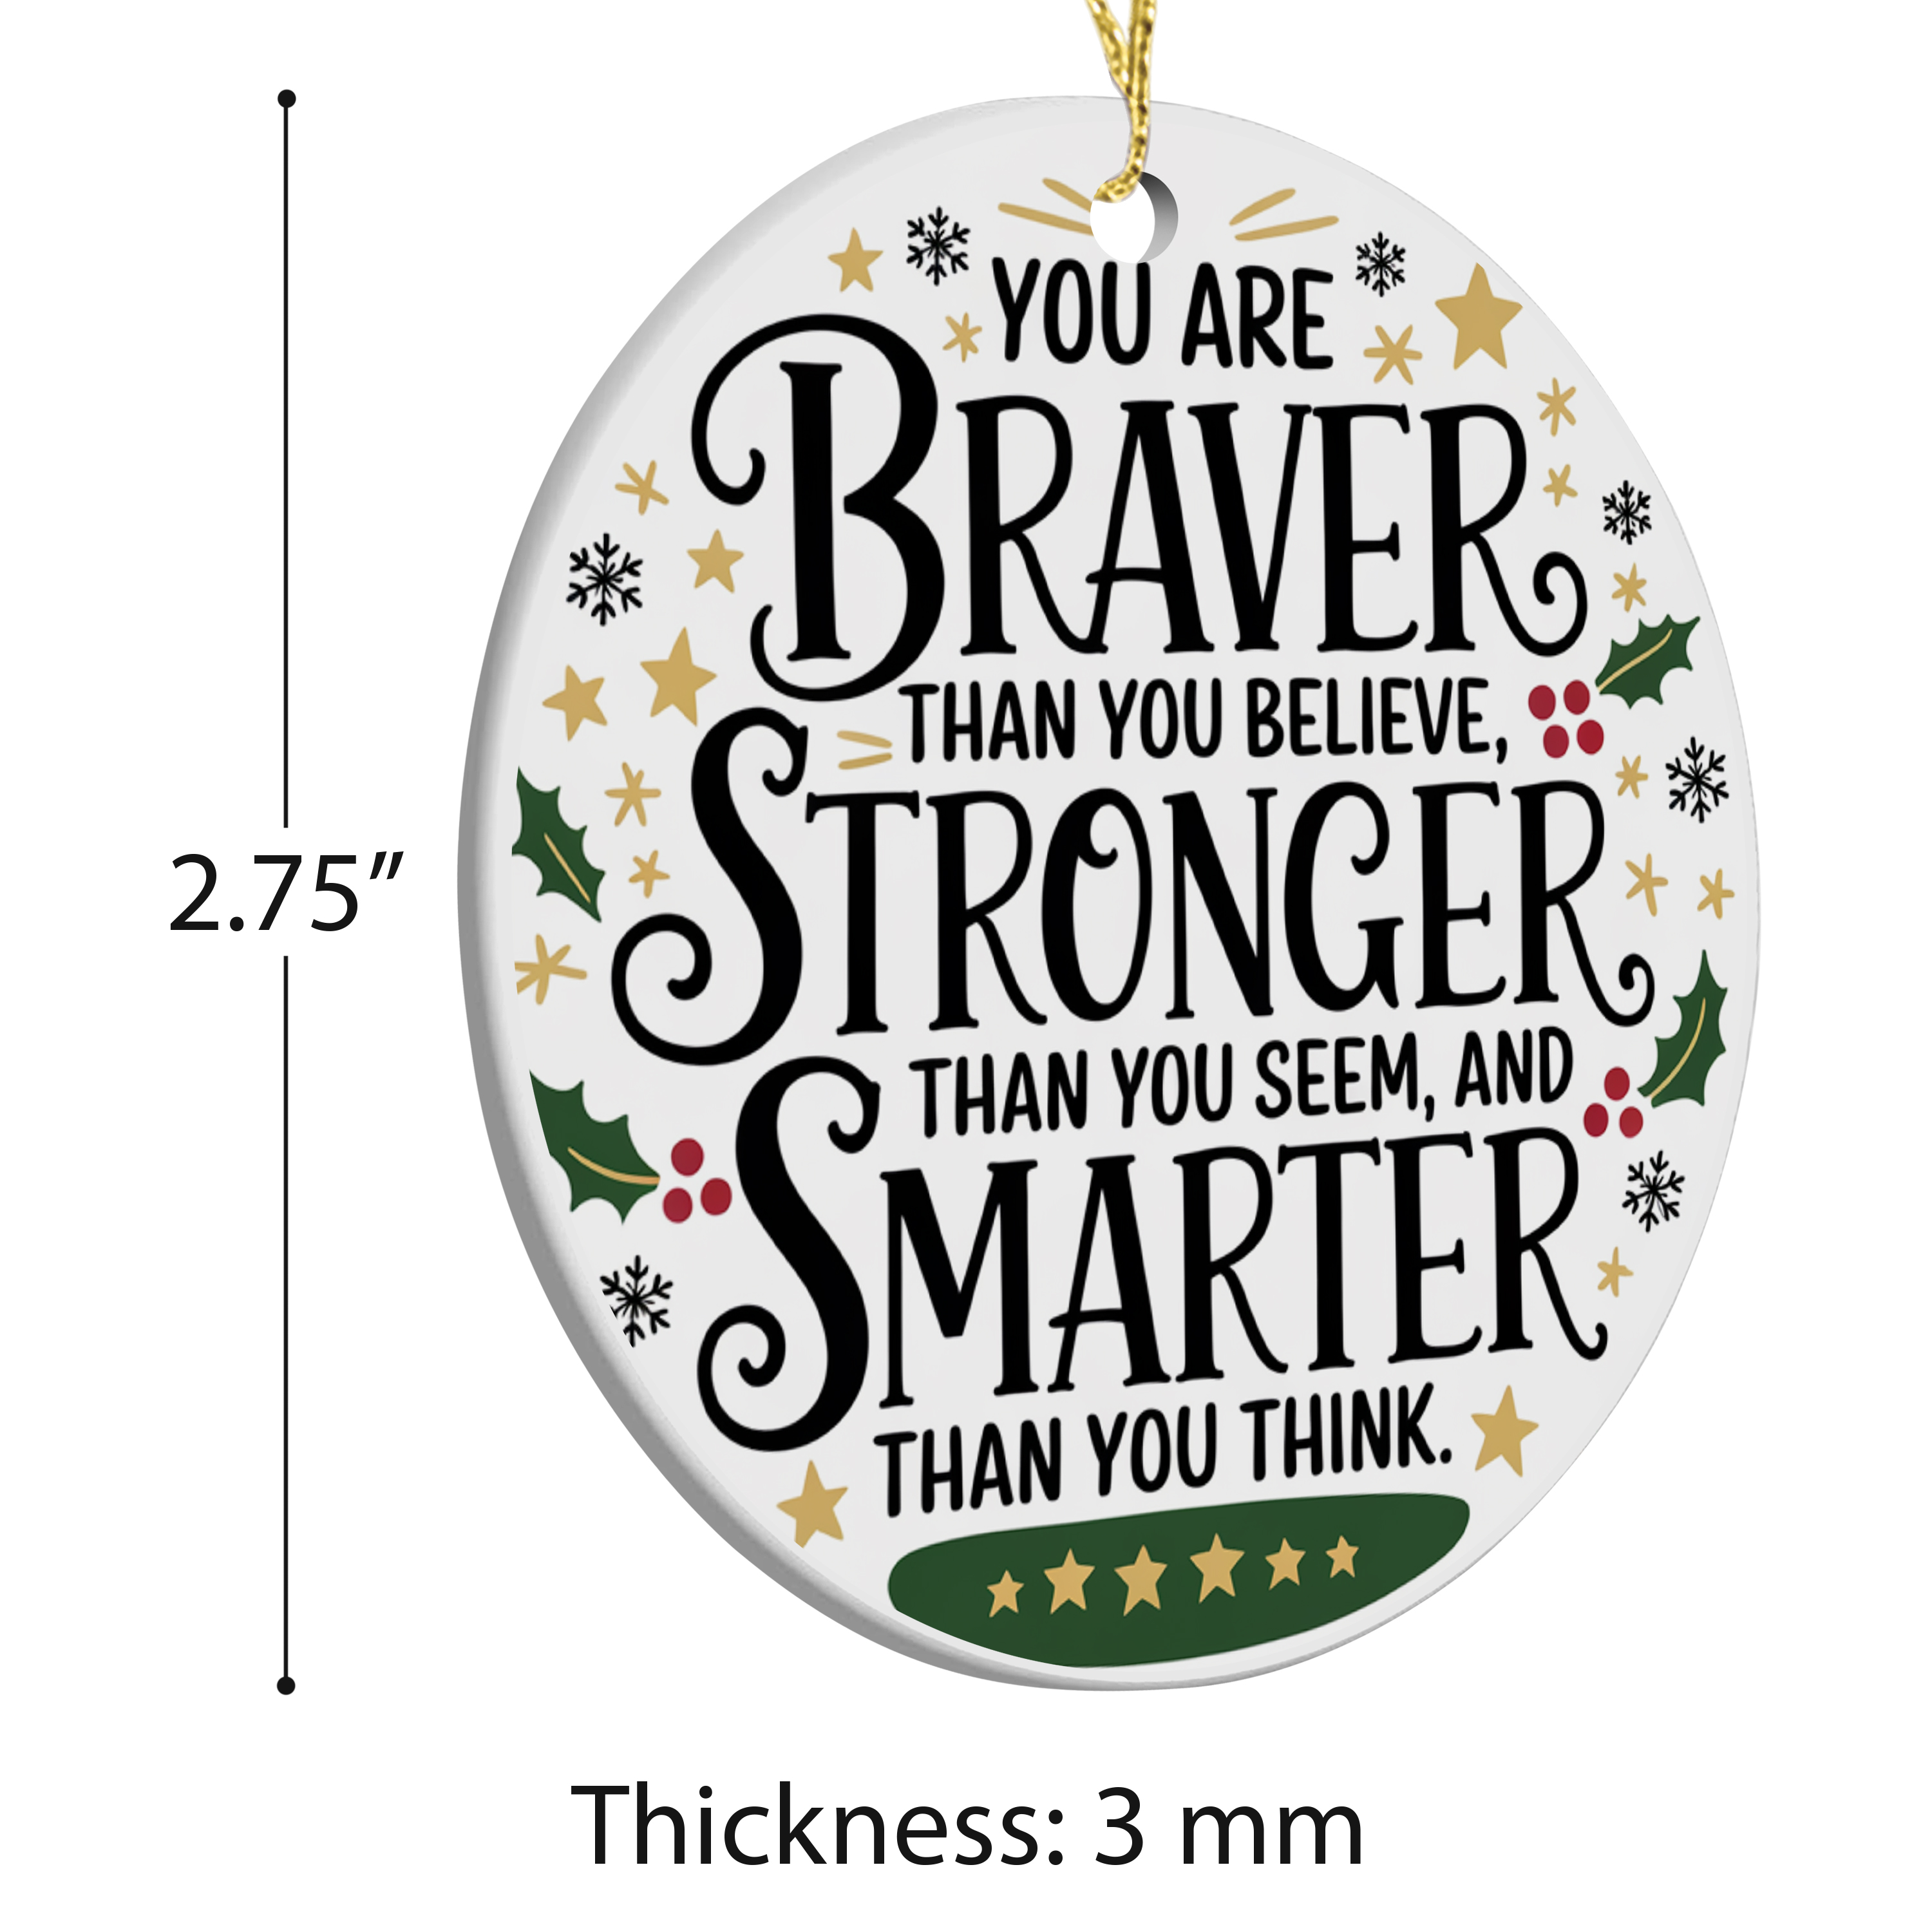 YOU ARE
BRAVER
THAN YOU BELIEVE,
STRONGER
THAN YOU SEEM, AND
SMARTER
THAN YOU THINK.
2.75″
Thickness: 3 mm